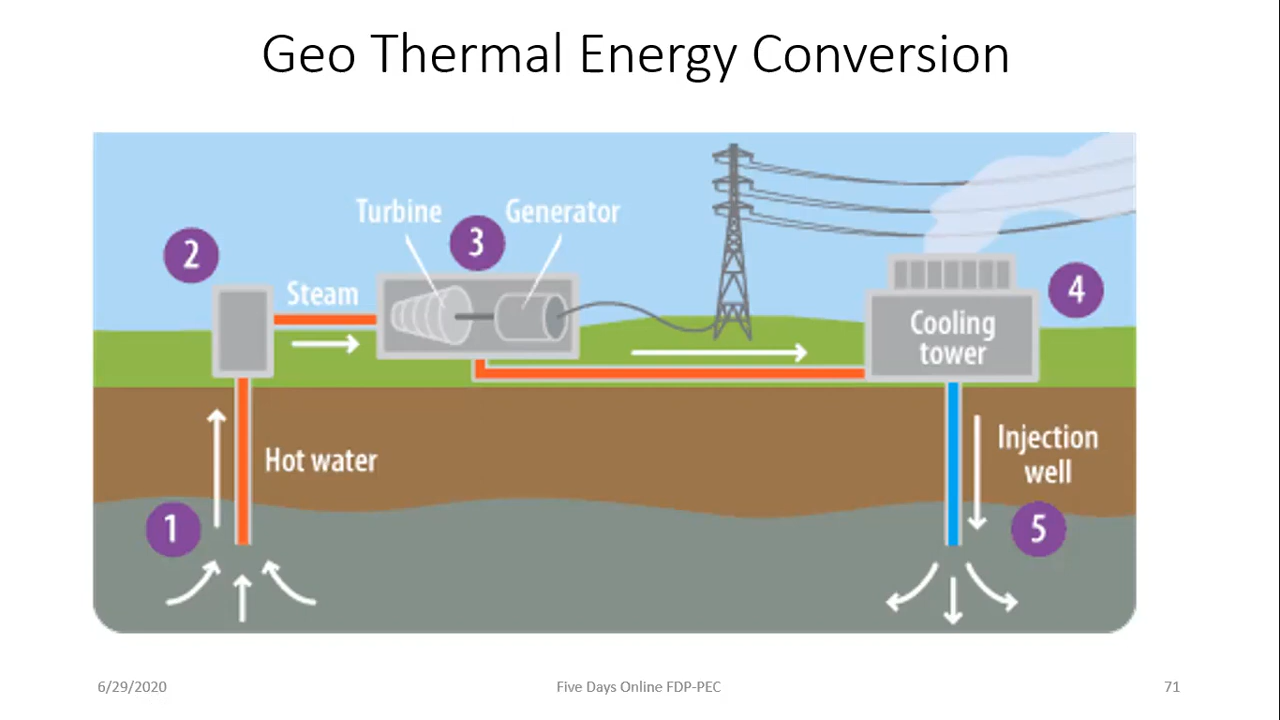 Geo Thermal Energy Conversion
Turbine
3
Generator
2
Steam
4
Cooling
tower
Hot water
Injection
well
1
5
6/29/2020
Five Days Online FDP-PEC
71